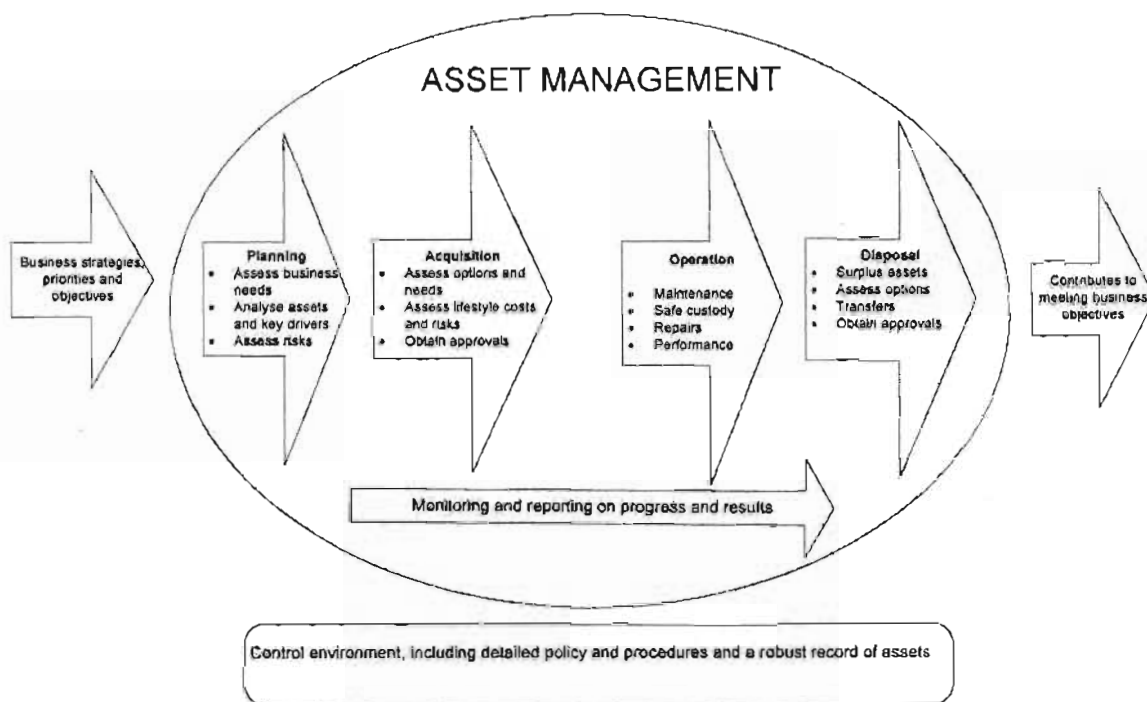 ASSET MANAGEMENT
Business strategies,
priorities and
objectives
Planning
• Assess business
needs
• Analyse assets
and key drivers
• Assess risks
Acquisition
• Assess options and
needs
• Assess lifestyle costs
and risks
• Obtain approvals
Operation
• Maintenance
• Safe custody
• Repairs
• Performance
Disposal
• Surplus assets
• Assess options
• Transfers
• Obtain approvals
Contributes to
meeting business
objectives
Monitoring and reporting on progress and results
Control environment, including detailed policy and procedures and a robust record of assets